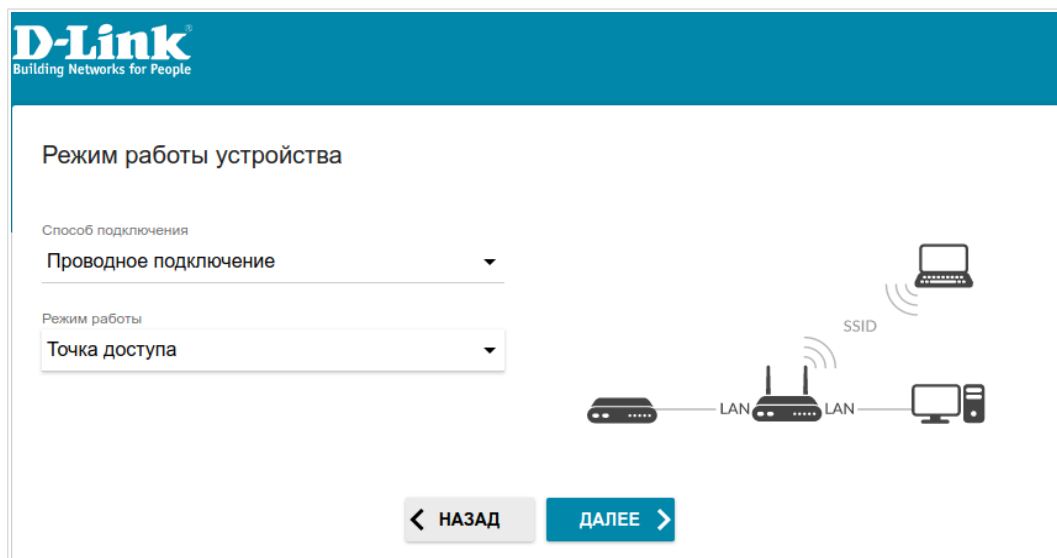 D-Link®
Building Networks for People
Режим работы устройства
Способ подключения
Проводное подключение
Режим работы
Точка доступа
SSID
LAN
LAN
НАЗАД
ДАЛЕЕ